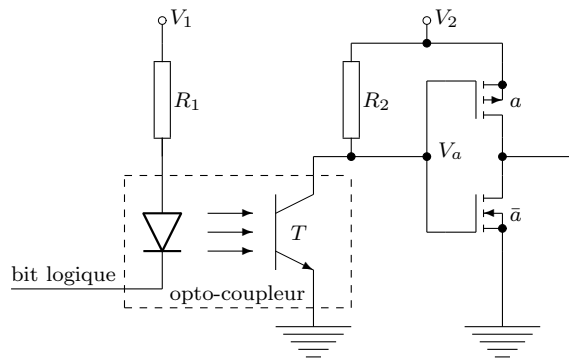 V₁
V₂
R₁
R₂
a
Vₐ
T
ā
bit logique
opto-coupleur